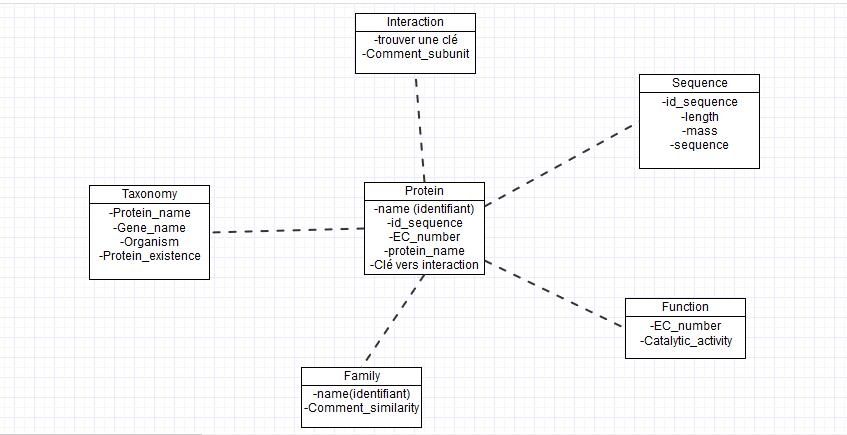 Interaction
-trouver une clé
-Comment_subunit
Sequence
-id_sequence
-length
-mass
-sequence
Taxonomy
-Protein_name
-Gene_name
-Organism
-Protein_existence
Protein
-name (identifiant)
-id_sequence
-EC_number
-protein_name
-Clé vers interaction
Function
-EC_number
-Catalytic_activity
Family
-name(identifiant)
-Comment_similarity